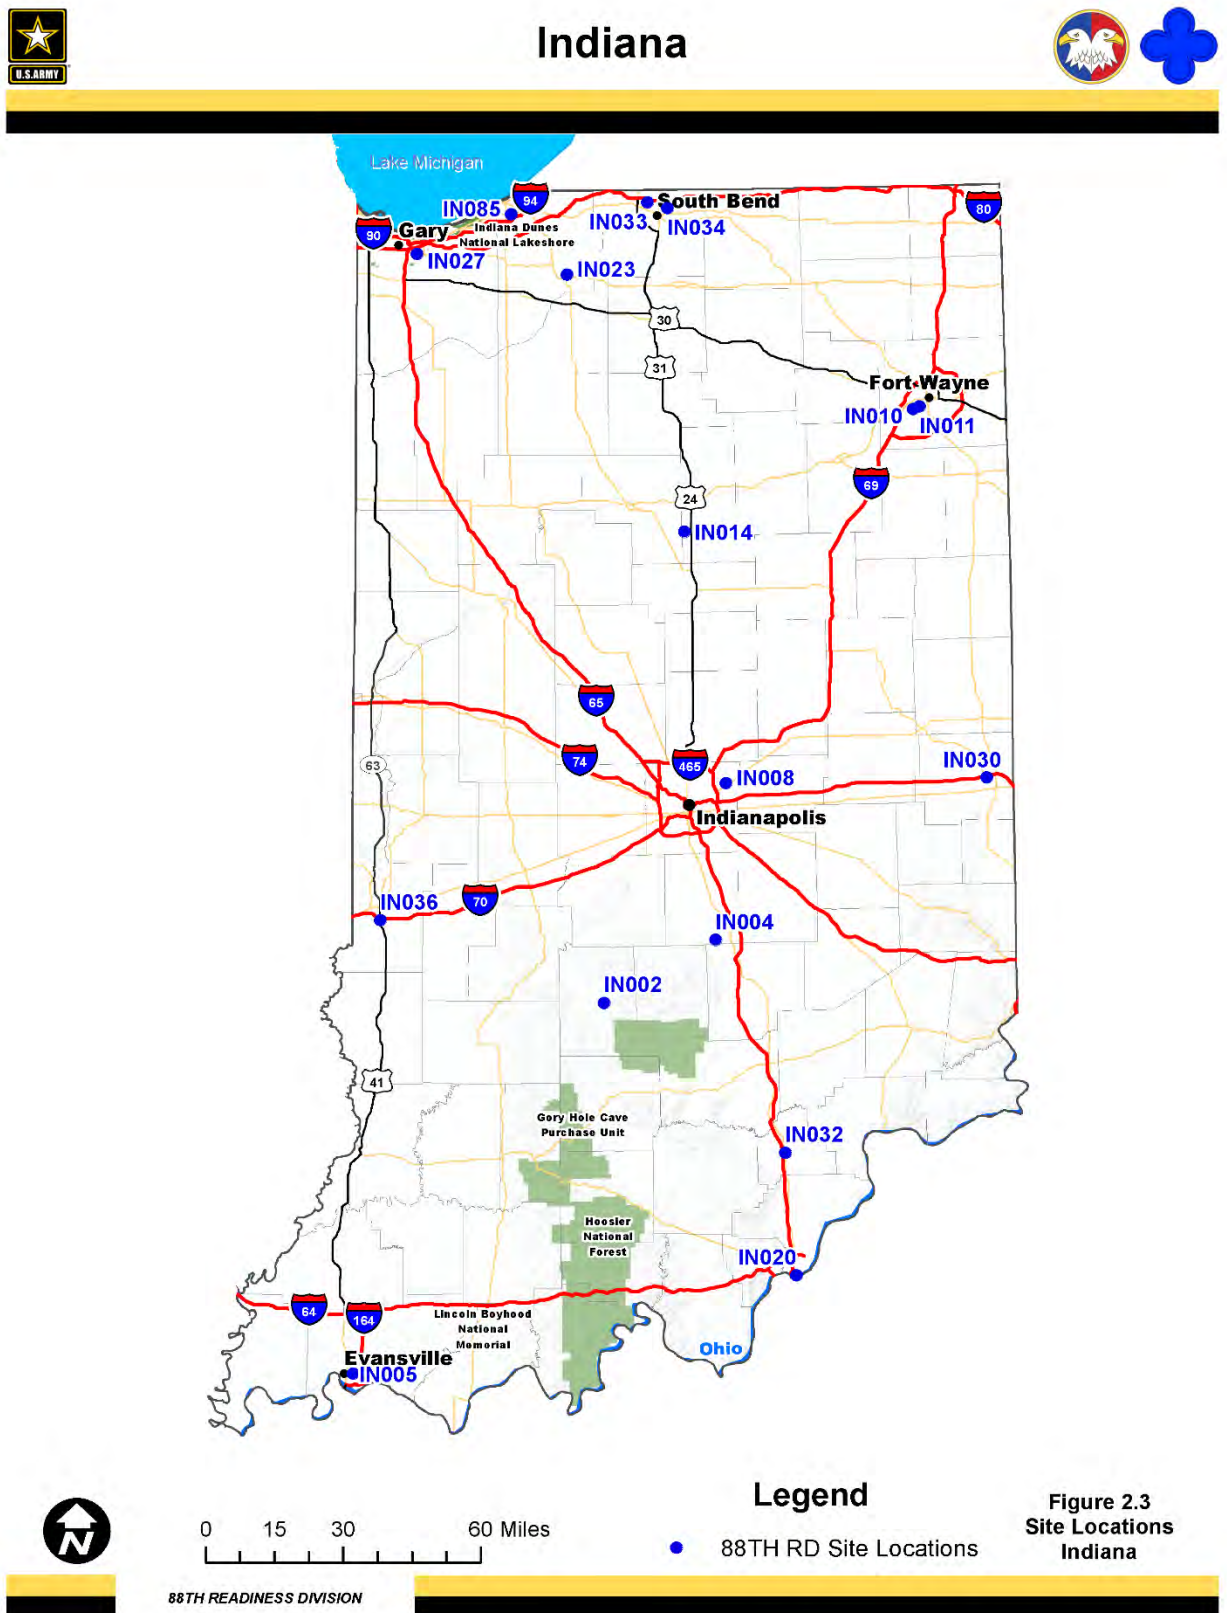 Indiana
U.S.ARMY
Lake Michigan
94
IN085
South Bend
80
90
Gary
Indiana Dunes
National Lakeshore
IN033
IN034
IN027
IN023
30
31
Fort Wayne
IN010
IN011
24
69
IN014
65
63
74
465
IN008
IN030
Indianapolis
IN036
70
IN004
IN002
41
Gory Hole Cave
Purchase Unit
IN032
Hoosier
National
Forest
IN020
64
164
Lincoln Boyhood
National
Momorial
Ohio
Evansville
IN005
Legend
88TH RD Site Locations
Figure 2.3
Site Locations
Indiana
N
0 15 30 60 Miles
88TH READINESS DIVISION